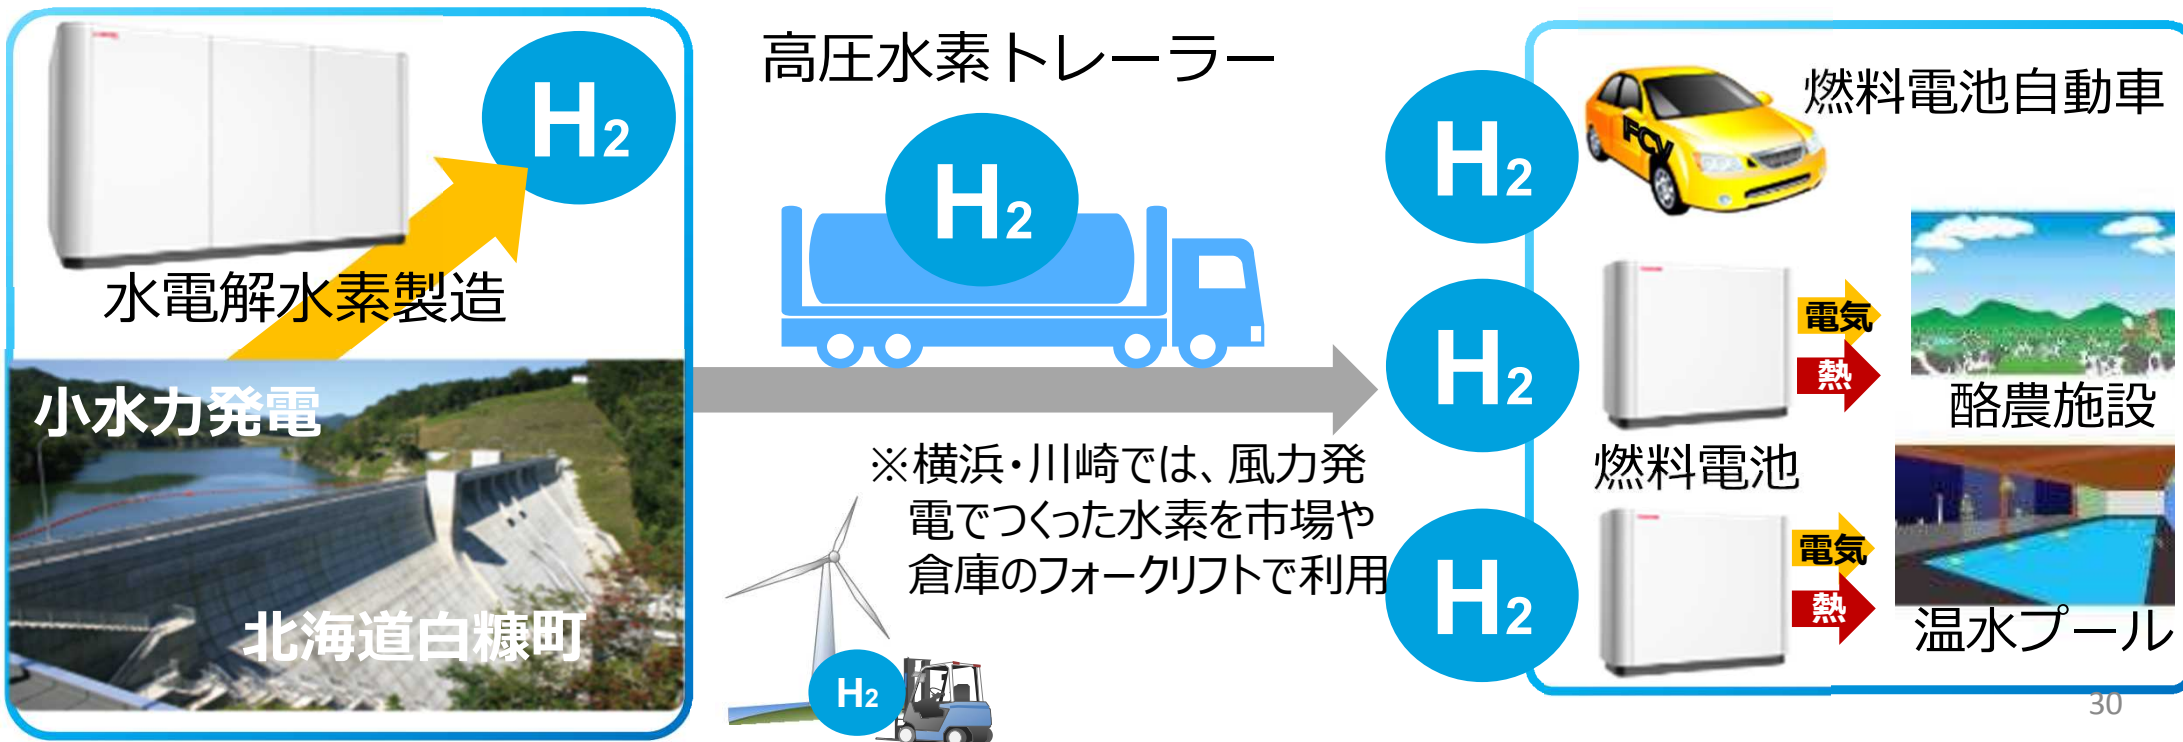 H2
水電解水素製造
小水力発電
北海道白糠町
高圧水素トレーラー
H2
※横浜・川崎では、風力発
電でつくった水素を市場や
倉庫のフォークリフトで利用
H2
H2
燃料電池自動車
FCV
H2
電気
熱
酪農施設
燃料電池
H2
電気
熱
温水プール
30